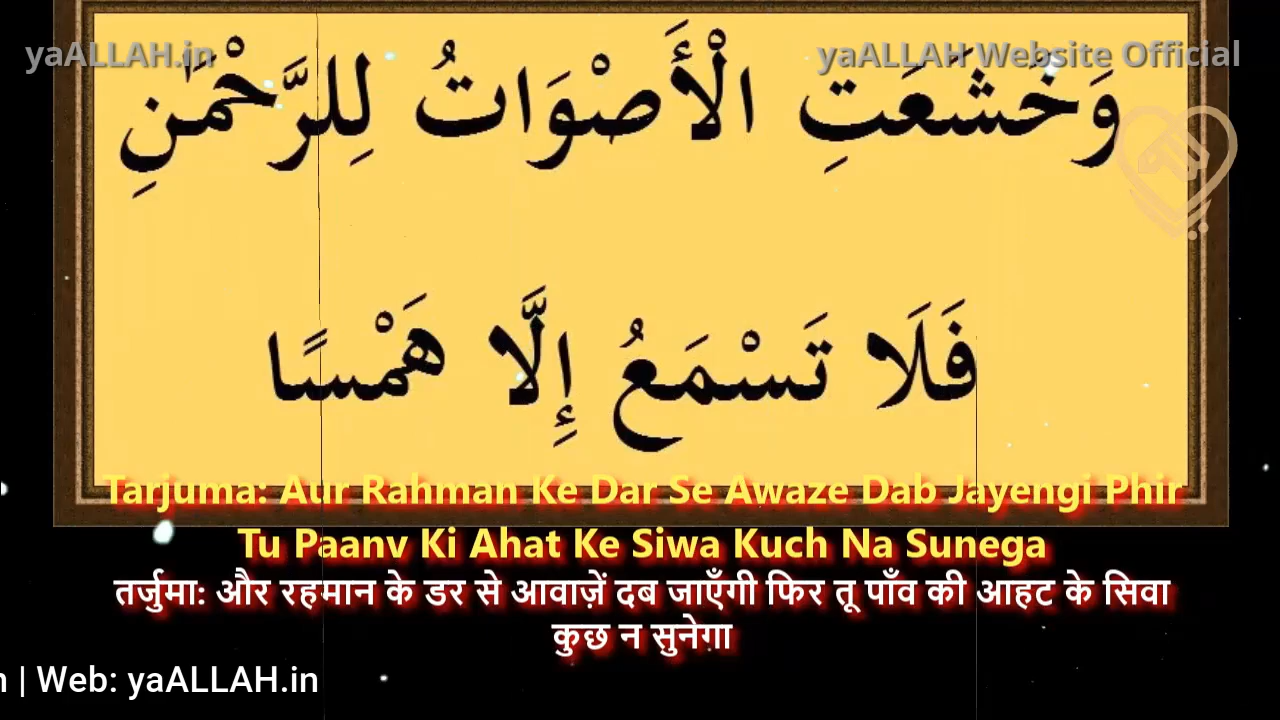 yaALLAH.in
yaALLAH Website Official
وَخَشَعَتِ الْأَصْوَاتُ لِلرَّحْمَٰنِ
فَلَا تَسْمَعُ إِلَّا هَمْسًا
Tarjuma: Aur Rahman Ke Dar Se Awaze Dab Jayengi Phir
Tu Paanv Ki Ahat Ke Siwa Kuch Na Sunega
तर्जुमा: और रहमान के डर से आवाज़ें दब जाएँगी फिर तू पाँव की आहट के सिवा
कुछ न सुनेगा
| Web: yaALLAH.in